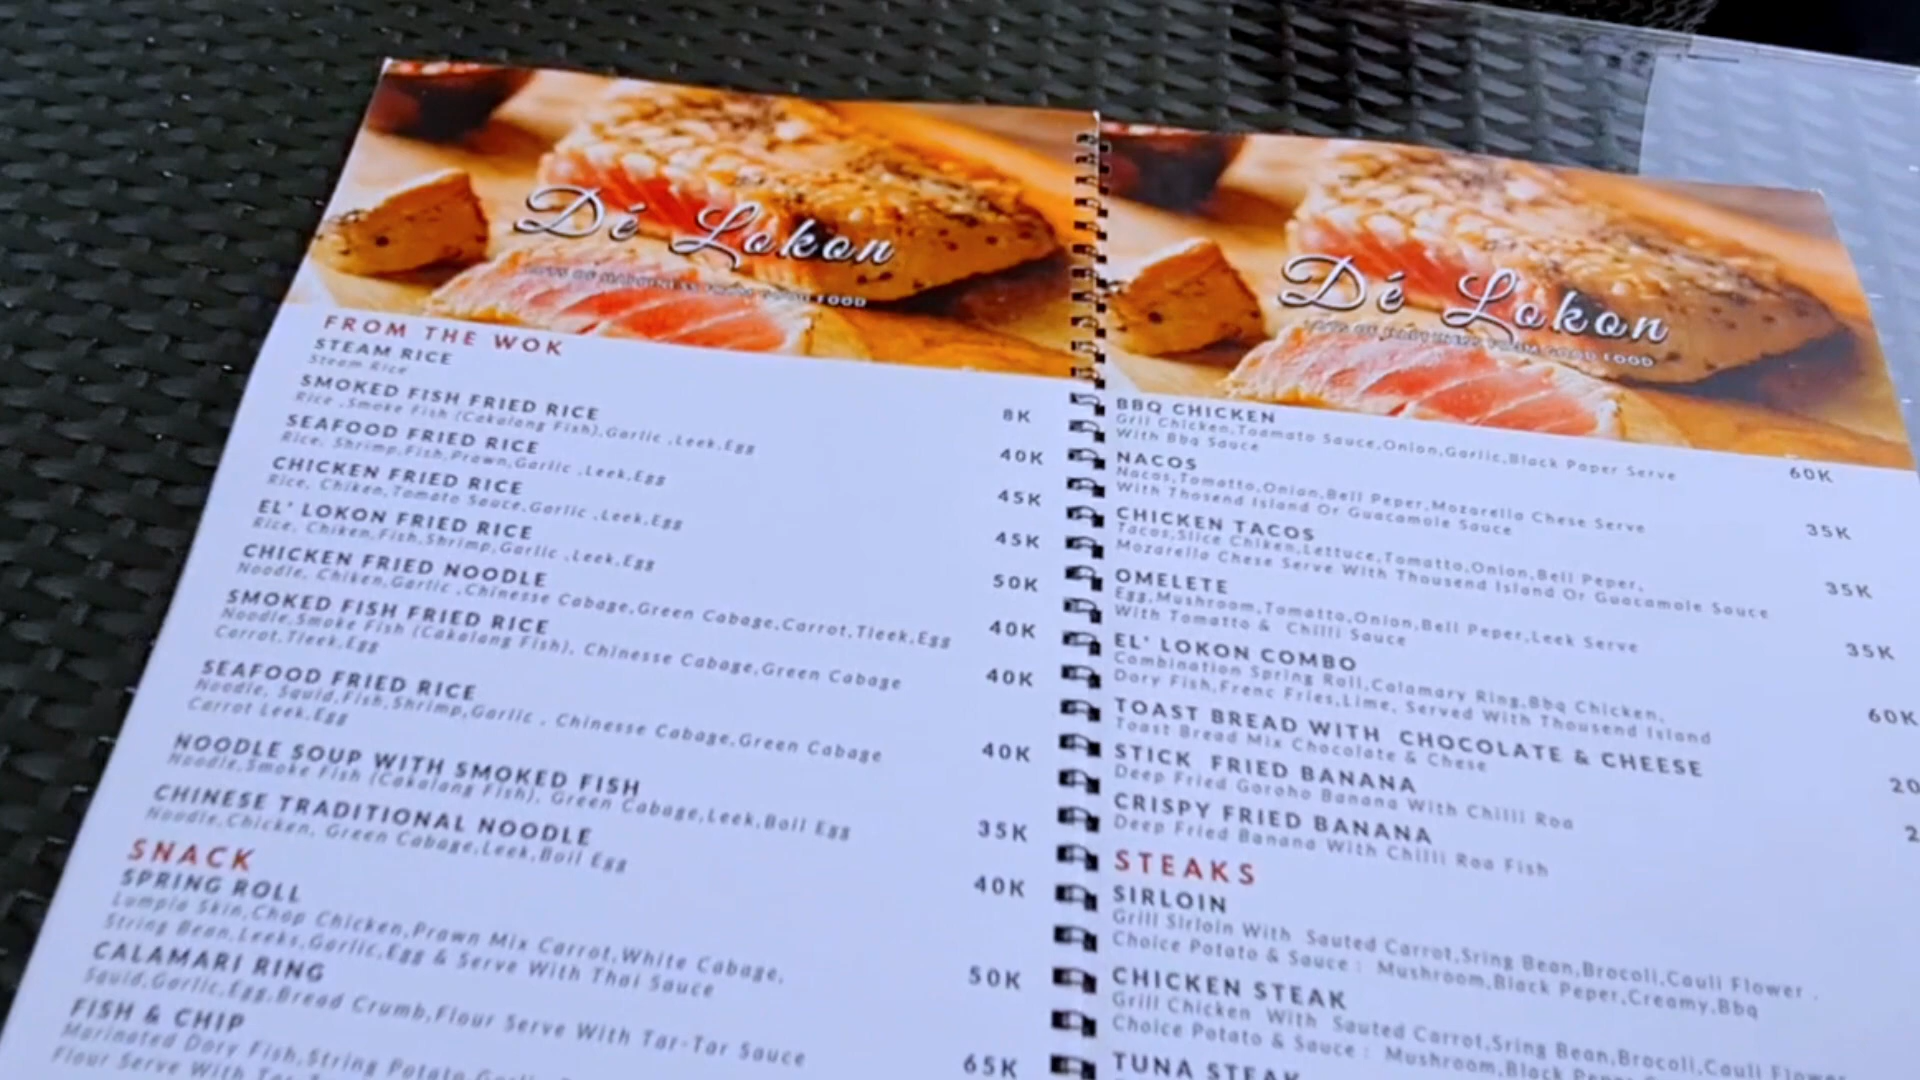 Dé Lokon
FROM THE WOK
STEAM RICE
Steam Rice
8K
SMOKED FISH FRIED RICE
Rice ,Smoke Fish (Cakalang Fish),Garlic ,Leek,Egg
40K
SEAFOOD FRIED RICE
Rice, Shrimp,Fish,Prawn,Garlic ,Leek,Egg
45K
CHICKEN FRIED RICE
Rice, Chiken,Tomato Sauce,Garlic ,Leek,Egg
45K
EL' LOKON FRIED RICE
Rice, Chiken,Fish,Shrimp,Garlic ,Leek,Egg
50K
CHICKEN FRIED NOODLE
Noodle, Chiken,Garlic ,Chinesse Cabage,Green Cabage,Carrot,Tleek,Egg
40K
SMOKED FISH FRIED RICE
Noodle,Smoke Fish (Cakalang Fish), Chinesse Cabage,Green Cabage
Carrot,Tleek,Egg
40K
SEAFOOD FRIED RICE
Noodle, Squid,Fish,Shrimp,Garlic , Chinesse Cabage,Green Cabage
Carrot Leek,Egg
40K
NOODLE SOUP WITH SMOKED FISH
Noodle,Smoke Fish (Cakalang Fish), Green Cabage,Leek,Boil Egg
35K
CHINESE TRADITIONAL NOODLE
Noodle,Chicken, Green Cabage,Leek,Boil Egg
40K
SNACK
SPRING ROLL
Lumpia Skin,Chop Chicken,Prawn Mix Carrot,White Cabage,
String Bean,Leeks,Garlic,Egg & Serve With Thai Sauce
50K
CALAMARI RING
Squid,Garlic,Egg,Bread Crumb,Flour Serve With Tar-Tar Sauce
65K
FISH & CHIP
Marinated Dory Fish,String Potato
Flour Serve With
Dé Lokon
BBQ CHICKEN
Gril Chicken,Toamato Sauce,Onion,Garlic,Black Paper Serve
With Bbq Sauce
60K
NACOS
Nacos,Tomatto,Onion,Bell Peper,Mozarella Chese Serve
With Thosend Island Or Guacamole Sauce
35K
CHICKEN TACOS
Tacos,Slice Chiken,Lettuce,Tomatto,Onion,Bell Peper,
Mozarella Chese Serve With Thousend Island Or Guacamole Sauce
35K
OMELETE
Egg,Mushroom,Tomatto,Onion,Bell Peper,Leek Serve
With Tomatto & Chilli Sauce
35K
EL' LOKON COMBO
Combination Spring Roll,Calamary Ring,Bbq Chicken,
Dory Fish,Frenc Fries,Lime, Served With Thousend Island
60K
TOAST BREAD WITH CHOCOLATE & CHEESE
Toast Bread Mix Chocolate & Chese
20
STICK FRIED BANANA
Deep Fried Goroho Banana With Chilli Roa
2
CRISPY FRIED BANANA
Deep Fried Banana With Chilli Roa Fish
STEAKS
SIRLOIN
Grill Sirloin With Sauted Carrot,Sring Bean,Brocoli,Cauli Flower ,
Choice Potato & Sauce : Mushroom,Black Peper,Creamy,Bbq
CHICKEN STEAK
Grill Chicken With Sauted Carrot,Sring Bean,Brocoli,Cauli Flower
Choice Potato & Sauce : Mushroom,Black
TUNA STEAK